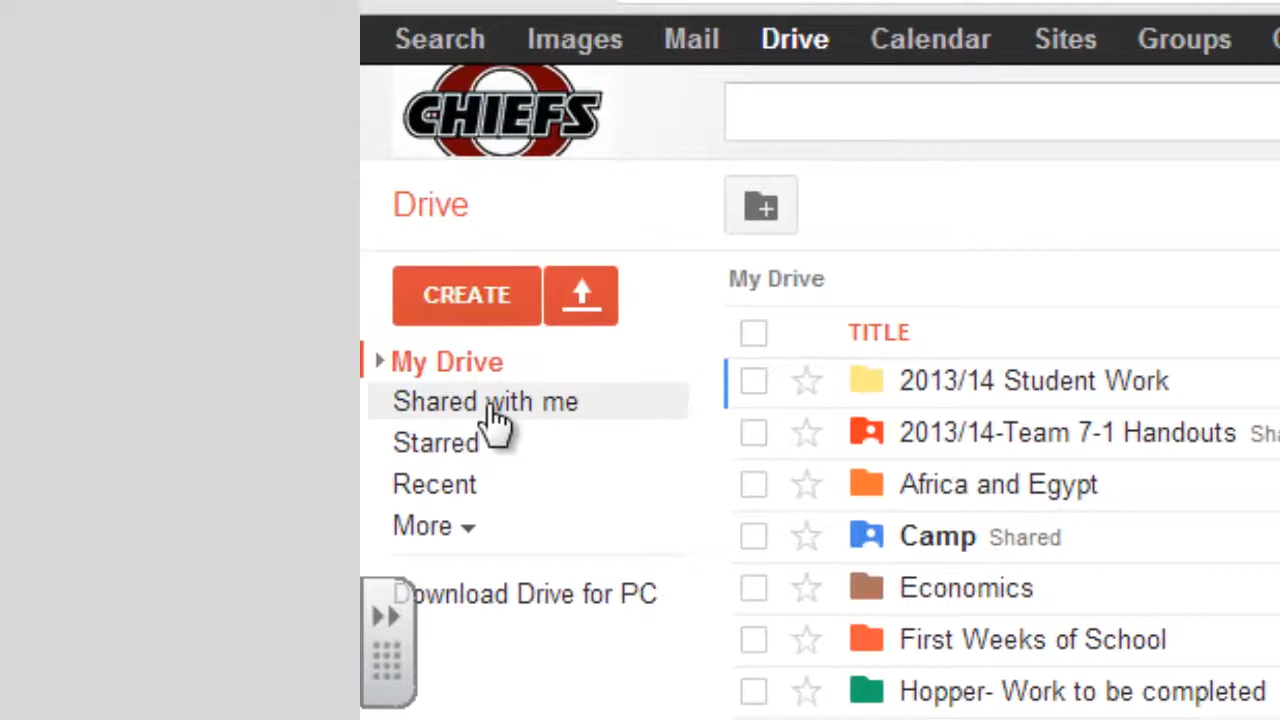 Search Images Mail Drive Calendar Sites Groups
CHIEFS
Drive
CREATE
My Drive
Shared with me
Starred
Recent
More
Download Drive for PC
My Drive
TITLE
2013/14 Student Work
2013/14-Team 7-1 Handouts
Africa and Egypt
Camp Shared
Economics
First Weeks of School
Hopper- Work to be completed